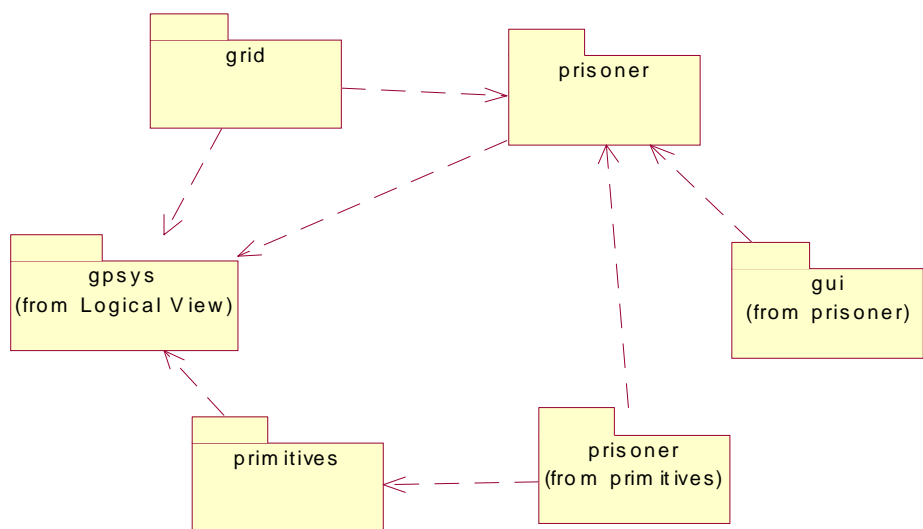 grid
prisoner
gpsys
(from Logical View)
gui
(from prisoner)
primitives
prisoner
(from primitives)